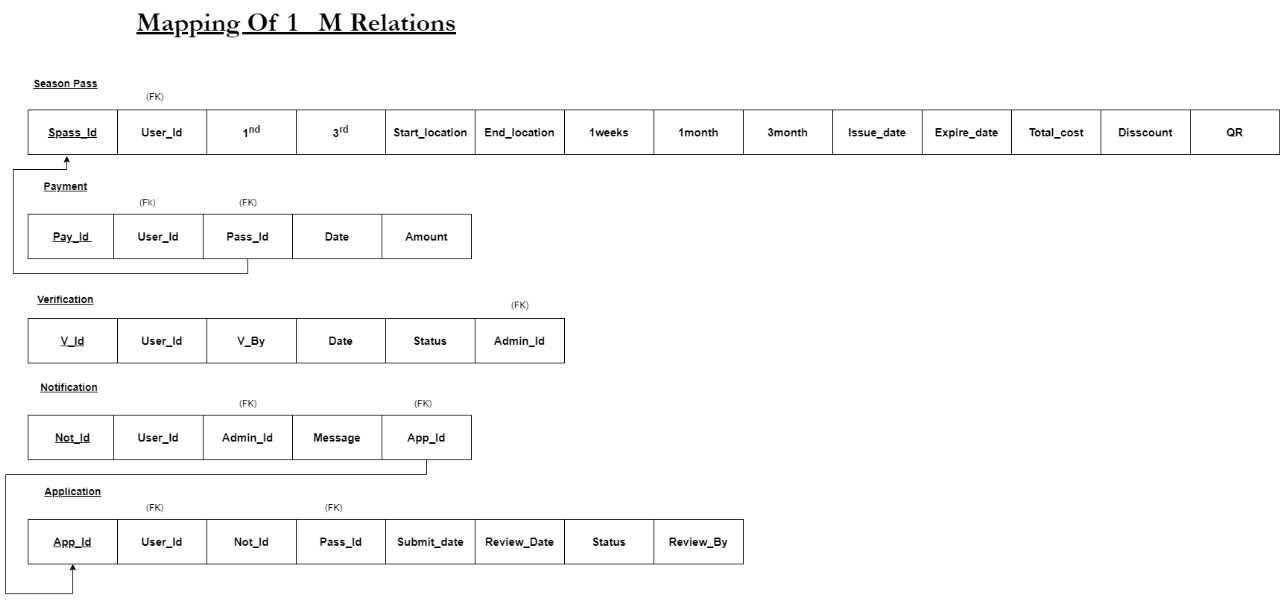 Mapping Of 1 M Relations
Season Pass
(FK)
Spass_Id User_Id 1nd 3rd Start_location End_location 1weeks 1month 3month Issue_date Expire_date Total_cost Disscount QR
Payment
(Fk) (FK)
Pay_Id User_Id Pass_Id Date Amount
Verification
(FK)
V_Id User_Id V_By Date Status Admin_Id
Notification
(FK) (FK)
Not_Id User_Id Admin_Id Message App_Id
Application
(FK) (FK)
App_Id User_Id Not_Id Pass_Id Submit_date Review_Date Status Review_By